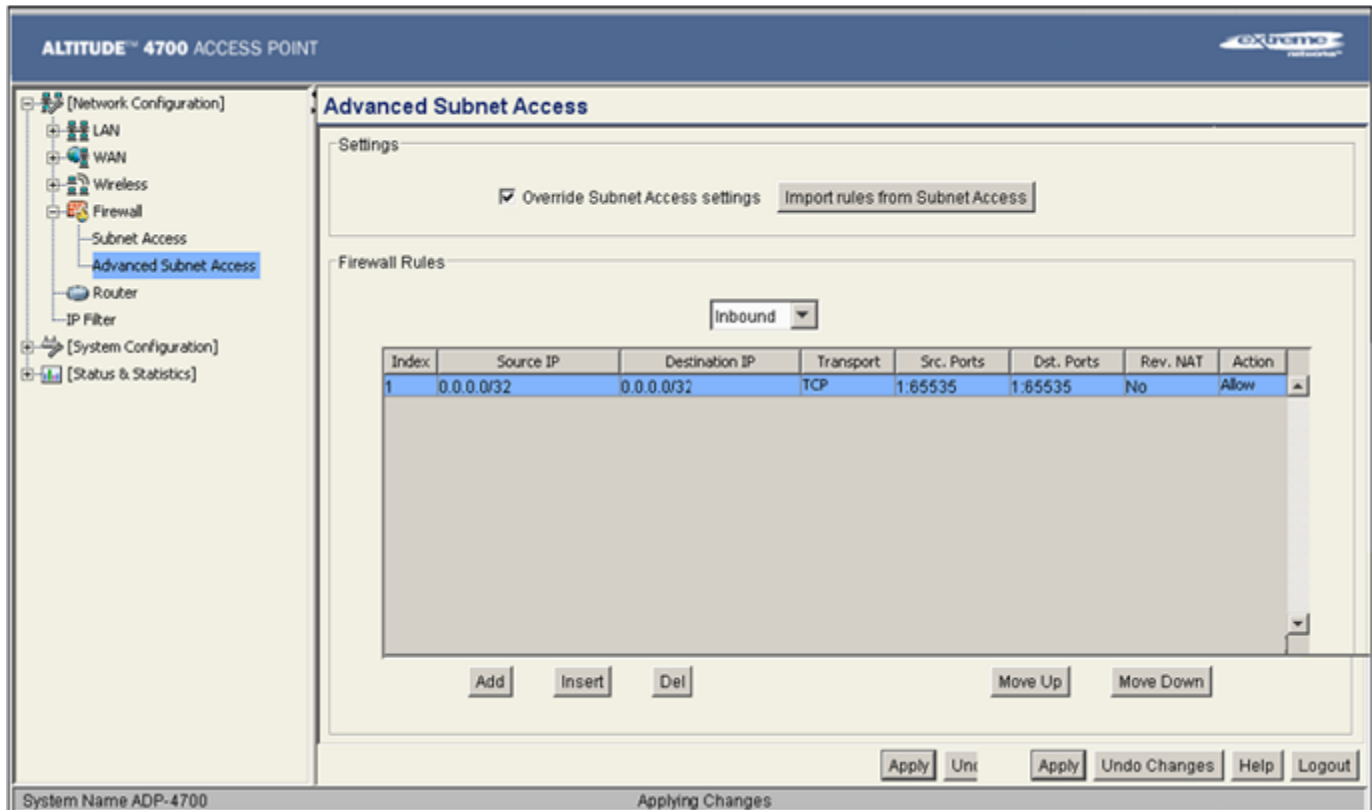 ALTITUDE™ 4700 ACCESS POINT
extreme
networks™
[Network Configuration]
LAN
WAN
Wireless
Firewall
Subnet Access
Advanced Subnet Access
Router
IP Filter
[System Configuration]
[Status & Statistics]
Advanced Subnet Access
Settings
Override Subnet Access settings
Import rules from Subnet Access
Firewall Rules
Inbound
Index Source IP Destination IP Transport Src. Ports Dst. Ports Rev. NAT Action
1 0.0.0.0/32 0.0.0.0/32 TCP 1:65535 1:65535 No Allow
Add Insert Del Move Up Move Down
Apply Apply Undo Changes Help Logout
System Name ADP-4700 Applying Changes